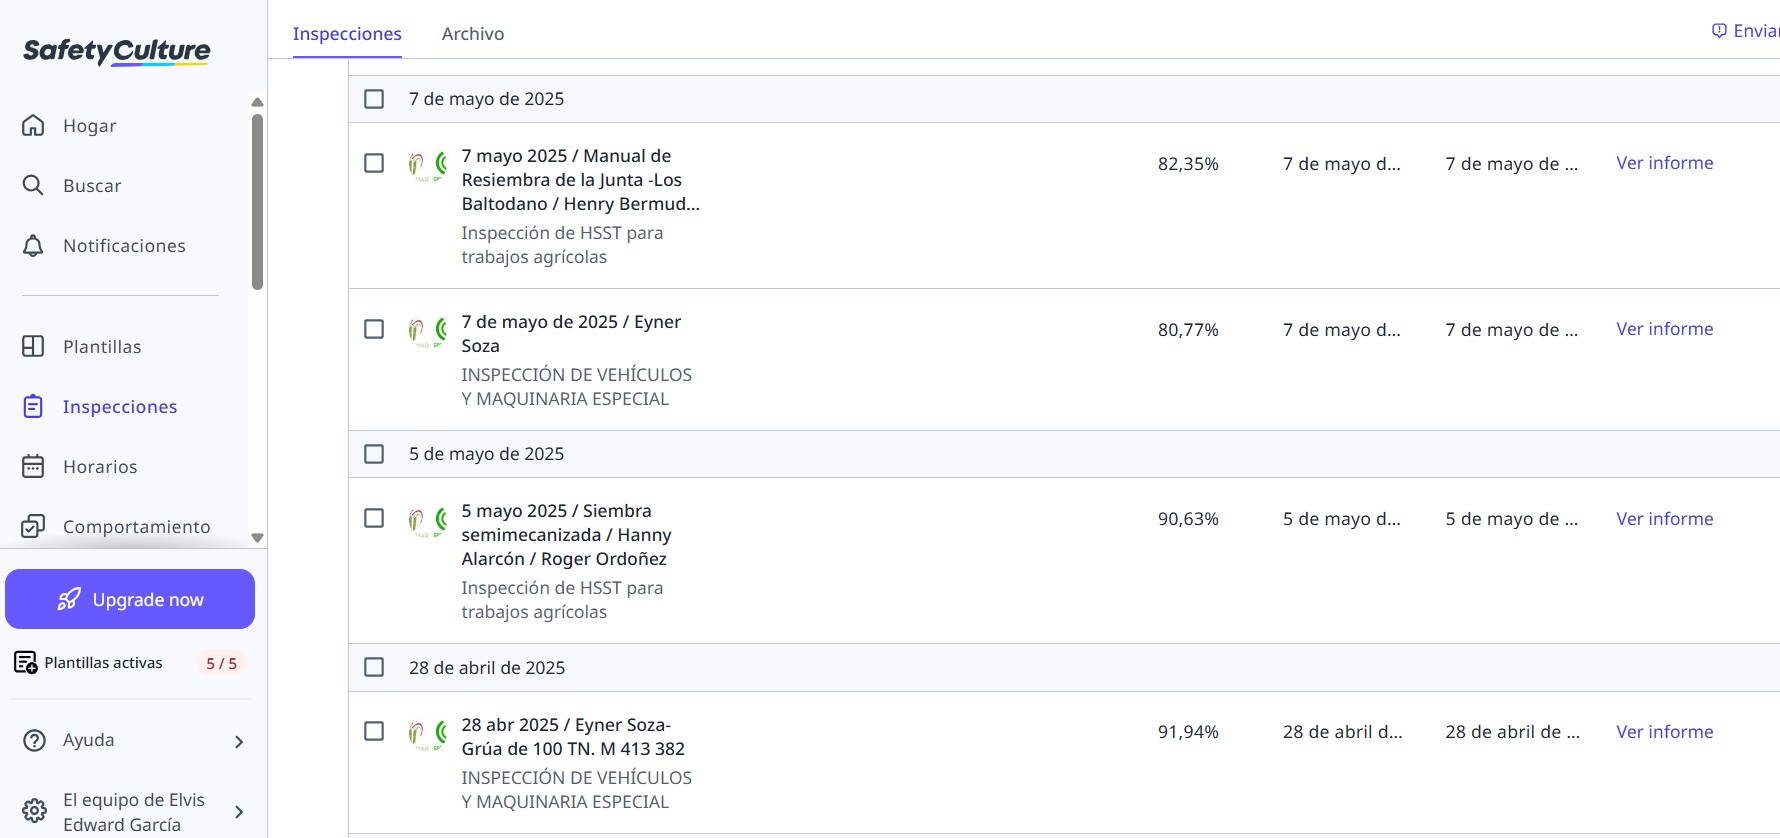 SafetyCulture
Hogar
Buscar
Notificaciones
Plantillas
Inspecciones
Horarios
Comportamiento
Upgrade now
Plantillas activas 5 / 5
Ayuda
El equipo de Elvis
Edward García
Inspecciones Archivo
7 de mayo de 2025
7 mayo 2025 / Manual de
Resiembra de la Junta -Los
Baltodano / Henry Bermud...
Inspección de HSST para
trabajos agrícolas
82,35% 7 de mayo d... 7 de mayo de ... Ver informe
7 de mayo de 2025 / Eyner
Soza
INSPECCIÓN DE VEHÍCULOS
Y MAQUINARIA ESPECIAL
80,77% 7 de mayo d... 7 de mayo de ... Ver informe
5 de mayo de 2025
5 mayo 2025 / Siembra
semimecanizada / Hanny
Alarcón / Roger Ordoñez
Inspección de HSST para
trabajos agrícolas
90,63% 5 de mayo d... 5 de mayo de ... Ver informe
28 de abril de 2025
28 abr 2025 / Eyner Soza-
Grúa de 100 TN. M 413 382
INSPECCIÓN DE VEHÍCULOS
Y MAQUINARIA ESPECIAL
91,94% 28 de abril d... 28 de abril de ... Ver informe